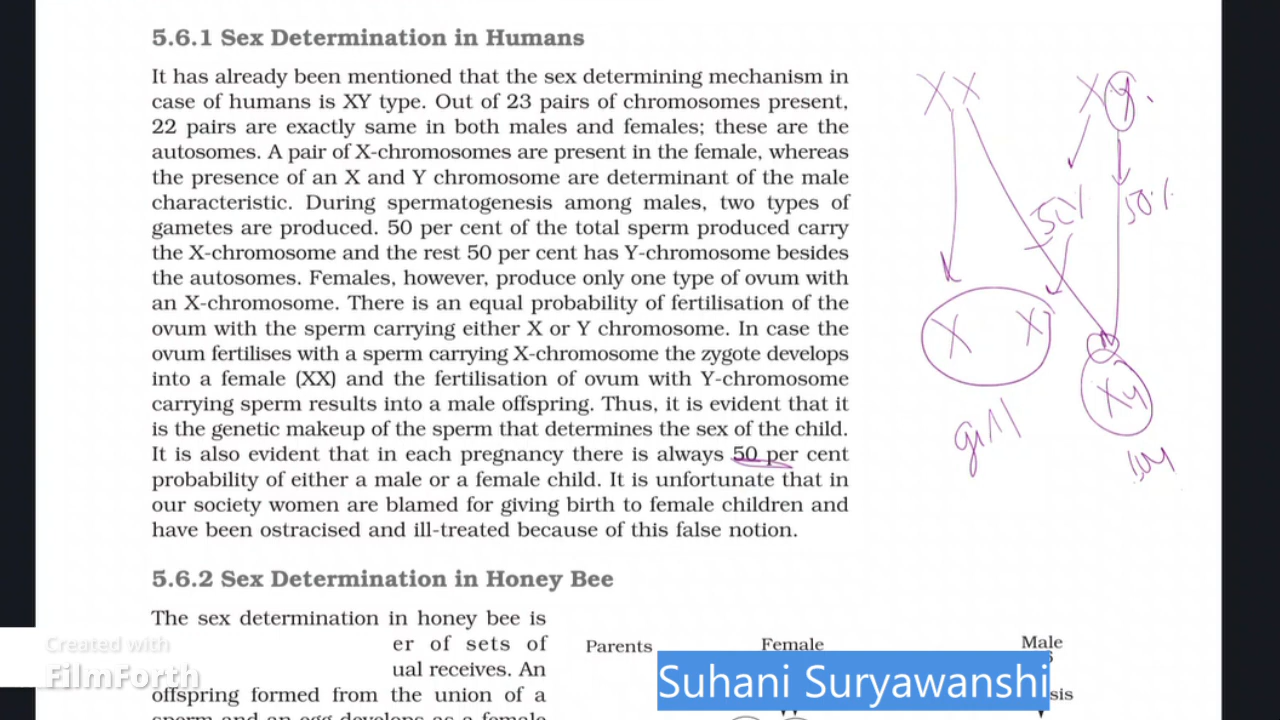 5.6.1 Sex Determination in Humans
It has already been mentioned that the sex determining mechanism in
case of humans is XY type. Out of 23 pairs of chromosomes present,
22 pairs are exactly same in both males and females; these are the
autosomes. A pair of X-chromosomes are present in the female, whereas
the presence of an X and Y chromosome are determinant of the male
characteristic. During spermatogenesis among males, two types of
gametes are produced. 50 per cent of the total sperm produced carry
the X-chromosome and the rest 50 per cent has Y-chromosome besides
the autosomes. Females, however, produce only one type of ovum with
an X-chromosome. There is an equal probability of fertilisation of the
ovum with the sperm carrying either X or Y chromosome. In case the
ovum fertilises with a sperm carrying X-chromosome the zygote develops
into a female (XX) and the fertilisation of ovum with Y-chromosome
carrying sperm results into a male offspring. Thus, it is evident that it
is the genetic makeup of the sperm that determines the sex of the child.
It is also evident that in each pregnancy there is always 50 per cent
probability of either a male or a female child. It is unfortunate that in
our society women are blamed for giving birth to female children and
have been ostracised and ill-treated because of this false notion.
XX
Xy
50%
50%
X X
Xy
girl
5.6.2 Sex Determination in Honey Bee
The sex determination in honey bee is
er of sets of
ual receives. An
offspring formed from the union of a
sperm and an egg develops as a female
Parents
Female
Male
sis
Created with
FilmForth
Suhani Suryawanshi